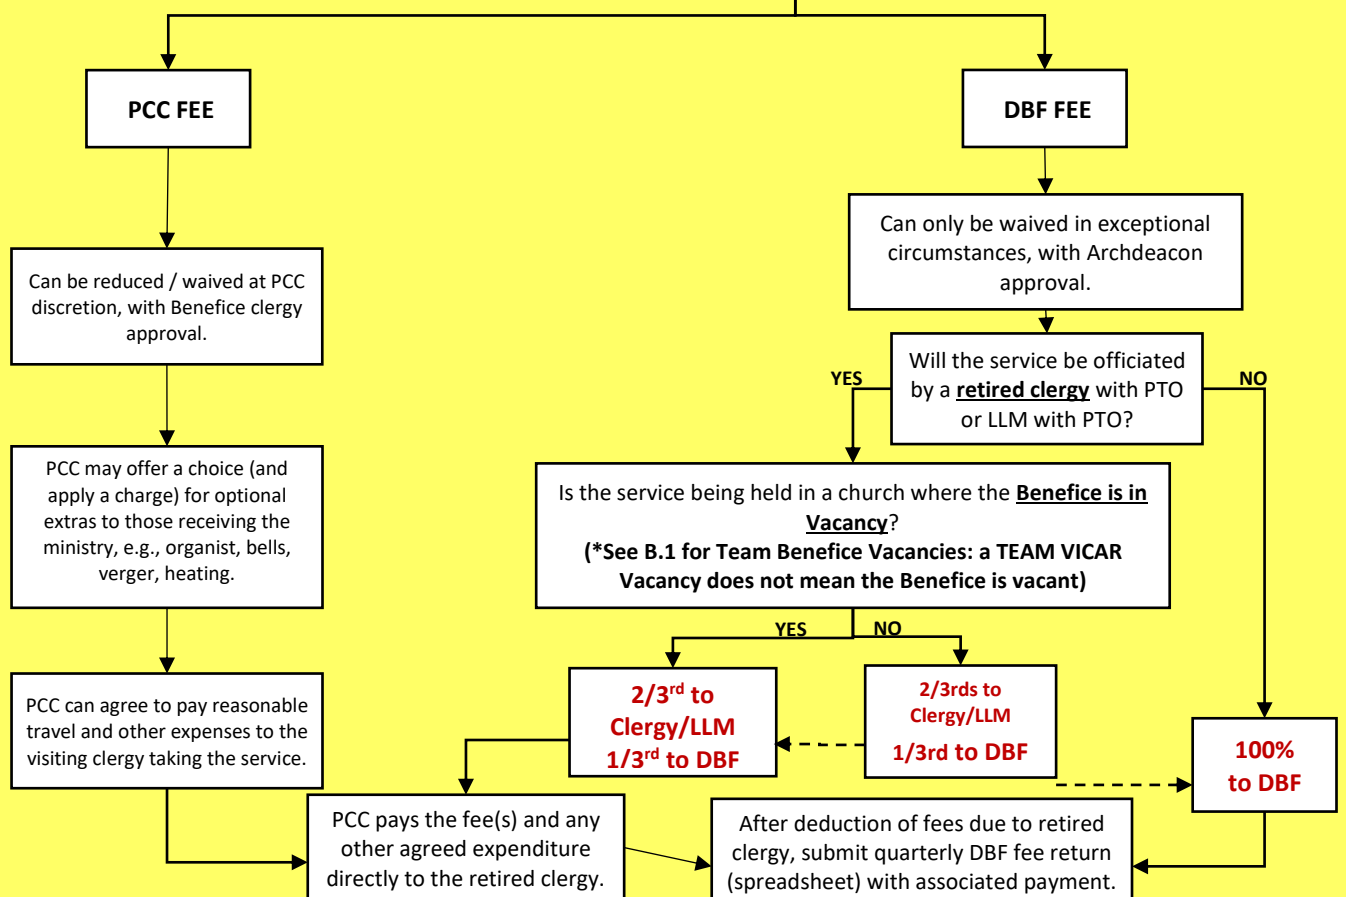 PCC FEE
DBF FEE
Can be reduced / waived at PCC
discretion, with Benefice clergy
approval.
PCC may offer a choice (and
apply a charge) for optional
extras to those receiving the
ministry, e.g., organist, bells,
verger, heating.
PCC can agree to pay reasonable
travel and other expenses to the
visiting clergy taking the service.
Can only be waived in exceptional
circumstances, with Archdeacon
approval.
Will the service be officiated
by a retired clergy with PTO
or LLM with PTO?
YES
NO
Is the service being held in a church where the Benefice is in
Vacancy?
(*See B.1 for Team Benefice Vacancies: a TEAM VICAR
Vacancy does not mean the Benefice is vacant)
YES
NO
2/3rd to
Clergy/LLM
1/3rd to DBF
2/3rds to
Clergy/LLM
1/3rd to DBF
100%
to DBF
PCC pays the fee(s) and any
other agreed expenditure
directly to the retired clergy.
After deduction of fees due to retired
clergy, submit quarterly DBF fee return
(spreadsheet) with associated payment.